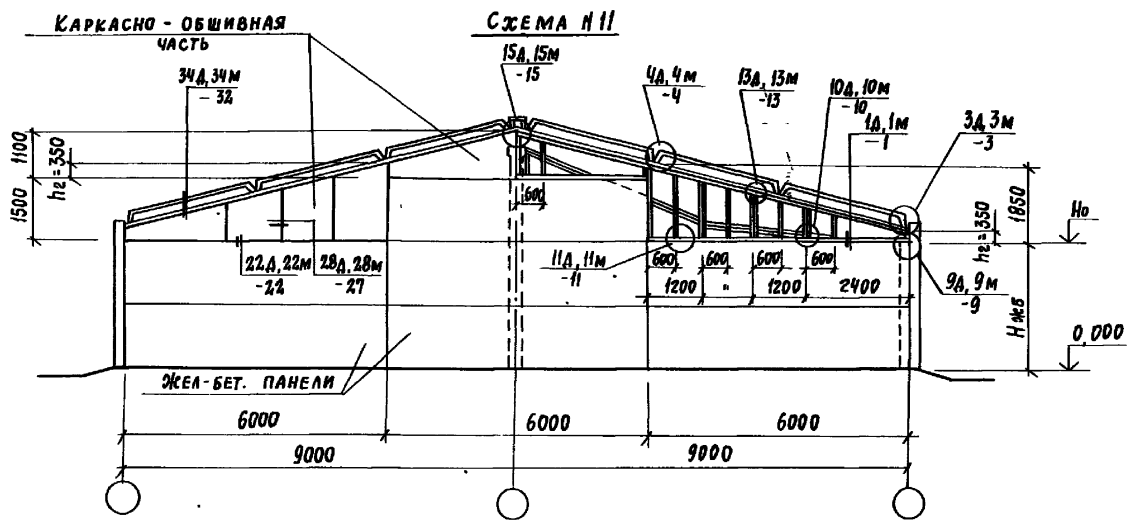 Схема N 11
Каркасно - обшивная
часть
34д, 34м
-32
15д, 15м
-15
4д, 4м
-4
13д, 13м
-13
10д, 10м
-10
1д, 1м
-1
3д, 3м
-3
1100
hг=350
1500
600
1850
hг=350
Но
22д, 22м
-22
28д, 28м
-27
11д, 11м
-11
600
600
600
600
1200
"
1200
2400
9д, 9м
-9
Н жб
0,000
Жел-бет. панели
6000
6000
6000
9000
9000